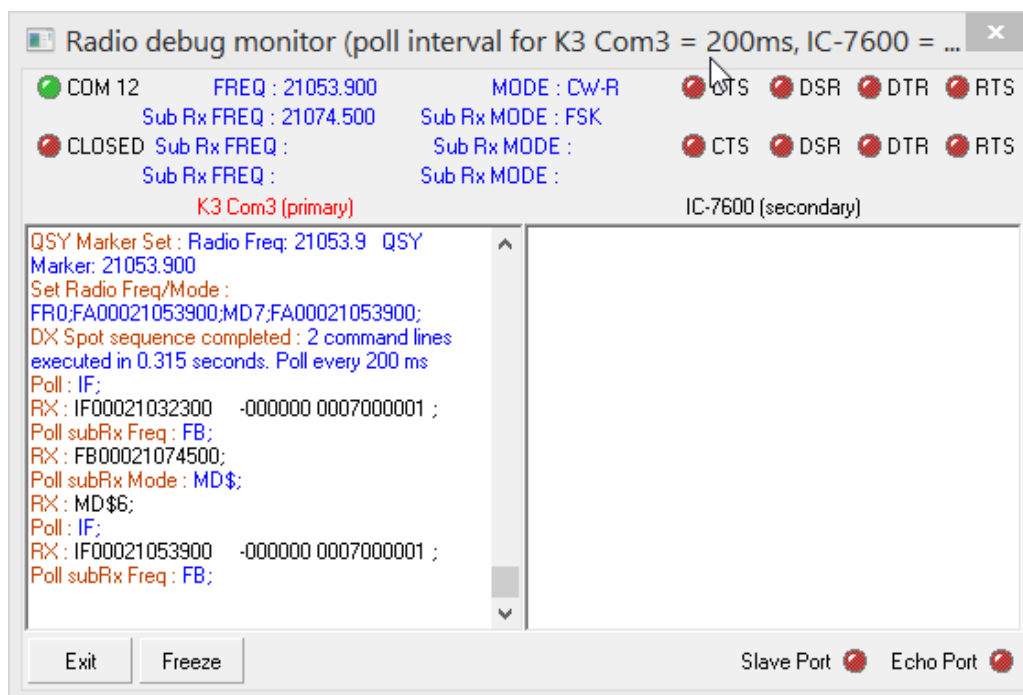 Radio debug monitor (poll interval for K3 Com3 = 200ms, IC-7600 = ...
COM 12 FREQ : 21053.900 MODE : CW-R CTS DSR DTR RTS
Sub Rx FREQ : 21074.500 Sub Rx MODE : FSK
CLOSED Sub Rx FREQ : Sub Rx MODE : CTS DSR DTR RTS
Sub Rx FREQ : Sub Rx MODE :
K3 Com3 (primary) IC-7600 (secondary)
QSY Marker Set : Radio Freq: 21053.9 QSY
Marker: 21053.900
Set Radio Freq/Mode :
FR0;FA00021053900;MD7;FA00021053900;
DX Spot sequence completed : 2 command lines
executed in 0.315 seconds. Poll every 200 ms
Poll : IF;
RX : IF00021032300 -000000 0007000001 ;
Poll subRx Freq : FB;
RX : FB00021074500;
Poll subRx Mode : MD$;
RX : MD$6;
Poll : IF;
RX : IF00021053900 -000000 0007000001 ;
Poll subRx Freq : FB;
Exit Freeze Slave Port Echo Port